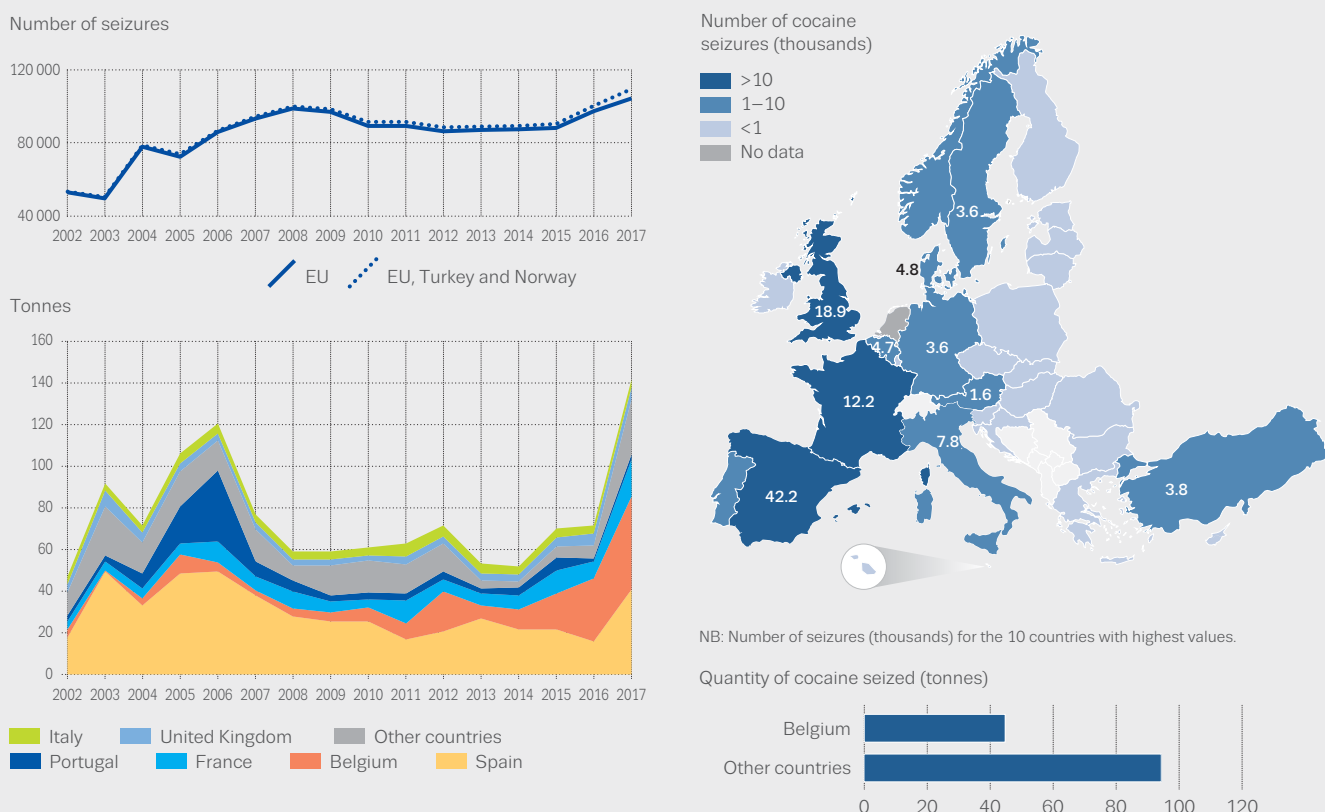 Number of seizures
120 000
80 000
40 000
2002 2003 2004 2005 2006 2007 2008 2009 2010 2011 2012 2013 2014 2015 2016 2017
EU
EU, Turkey and Norway
Tonnes
160
140
120
100
80
60
40
20
0
2002 2003 2004 2005 2006 2007 2008 2009 2010 2011 2012 2013 2014 2015 2016 2017
Italy United Kingdom Other countries
Portugal France Belgium Spain
Number of cocaine
seizures (thousands)
>10
1–10
<1
No data
3.6
4.8
18.9
4.7
3.6
12.2
1.6
7.8
42.2
3.8
NB: Number of seizures (thousands) for the 10 countries with highest values.
Quantity of cocaine seized (tonnes)
Belgium
Other countries
0 20 40 60 80 100 120